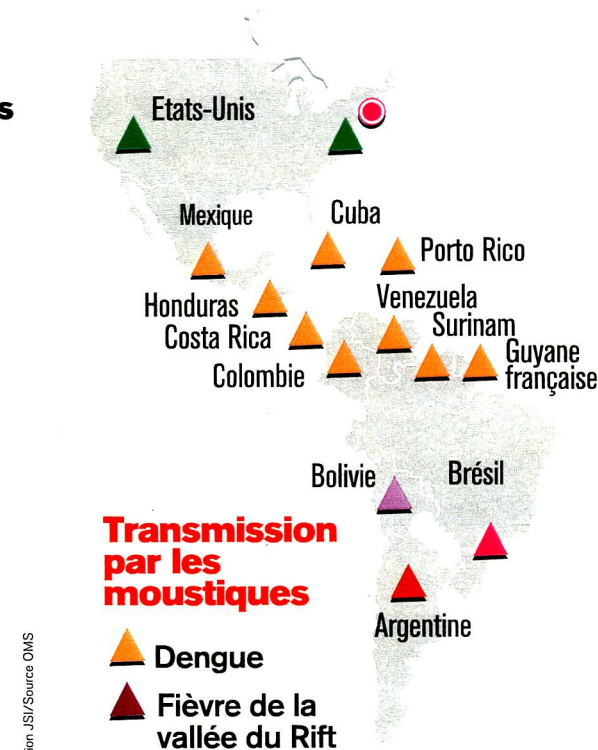 s
Etats-Unis
Mexique
Cuba
Porto Rico
Honduras
Venezuela
Costa Rica
Surinam
Colombie
Guyane
française
Bolivie
Brésil
Transmission
par les
moustiques
Argentine
Dengue
Fièvre de la
vallée du Rift
ion JSI/Source OMS